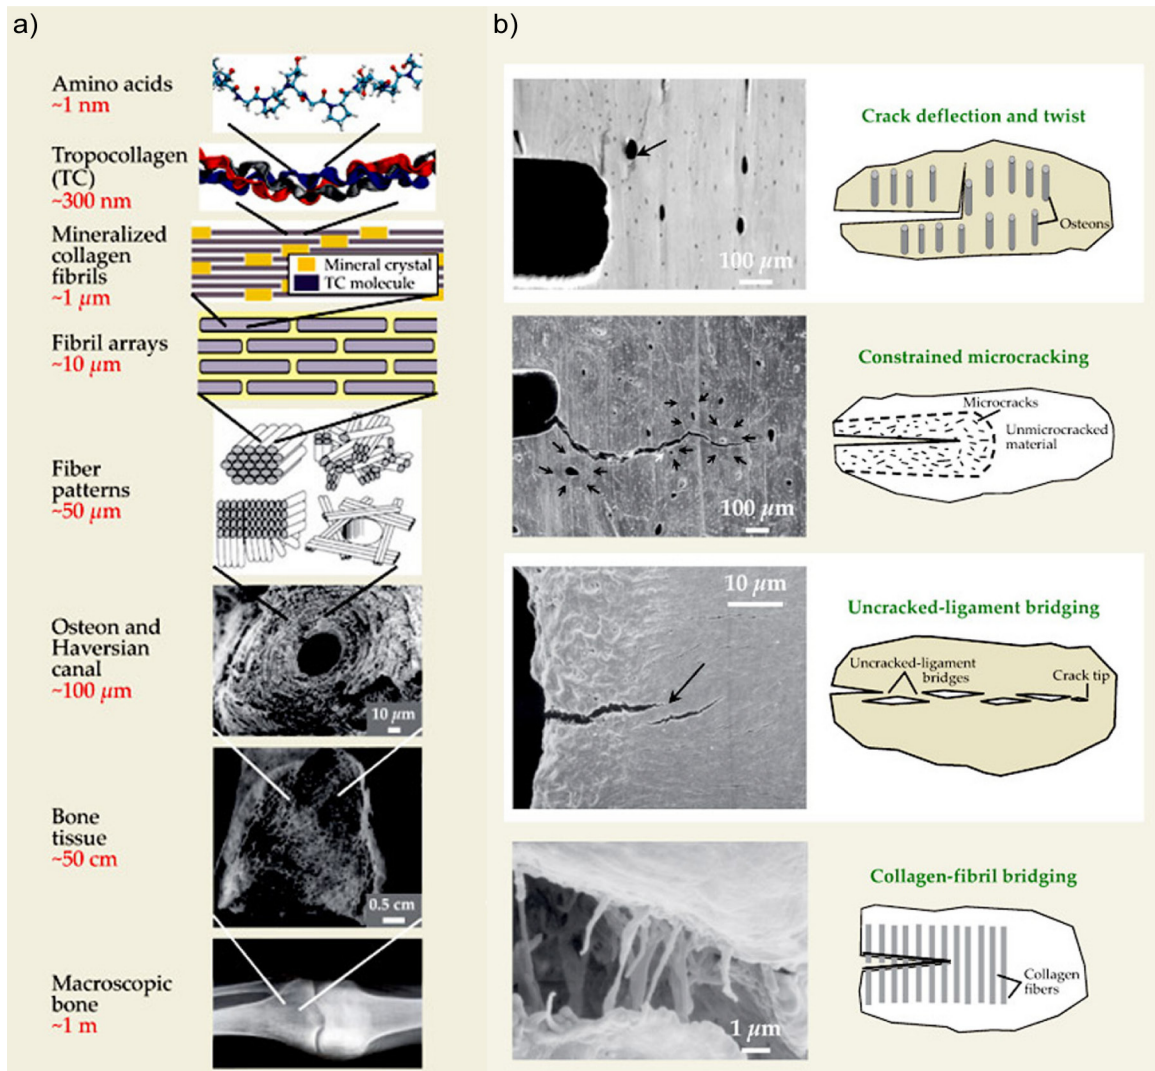 a)
Amino acids
~1 nm
Tropocollagen
(TC)
~300 nm
Mineralized
collagen
fibrils
~1 µm
Mineral crystal
TC molecule
Fibril arrays
~10 µm
Fiber
patterns
~50 µm
Osteon and
Haversian
canal
~100 µm
10 µm
Bone
tissue
~50 cm
0.5 cm
Macroscopic
bone
~1 m
b)
100 µm
Crack deflection and twist
Osteons
100 µm
Constrained microcracking
Microcracks
Unmicrocracked
material
10 µm
Uncracked-ligament bridging
Uncracked-ligament
bridges
Crack tip
1 µm
Collagen-fibril bridging
Collagen
fibers